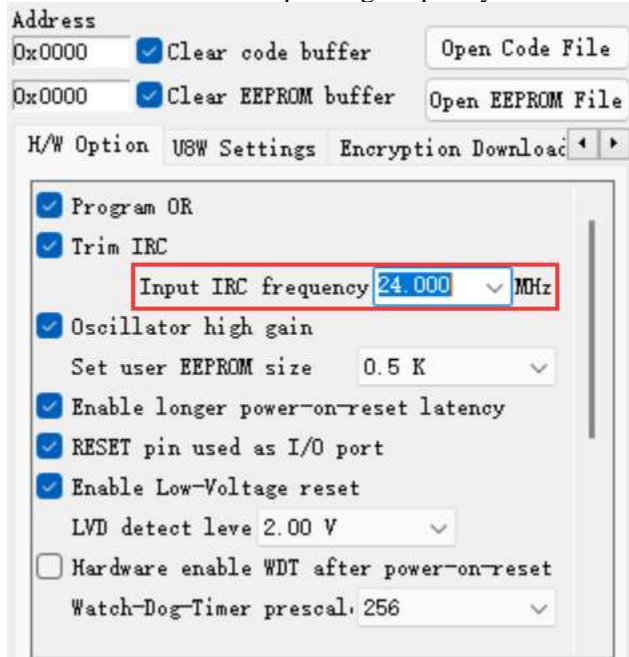 Address
0x0000 Clear code buffer Open Code File
0x0000 Clear EEPROM buffer Open EEPROM File
H/W Option U8W Settings Encryption Downloac
Program OR
Trim IRC
Input IRC frequency 24.000 MHz
Oscillator high gain
Set user EEPROM size 0.5 K
Enable longer power-on-reset latency
RESET pin used as I/O port
Enable Low-Voltage reset
LVD detect leve 2.00 V
Hardware enable WDT after power-on-reset
Watch-Dog-Timer prescal 256